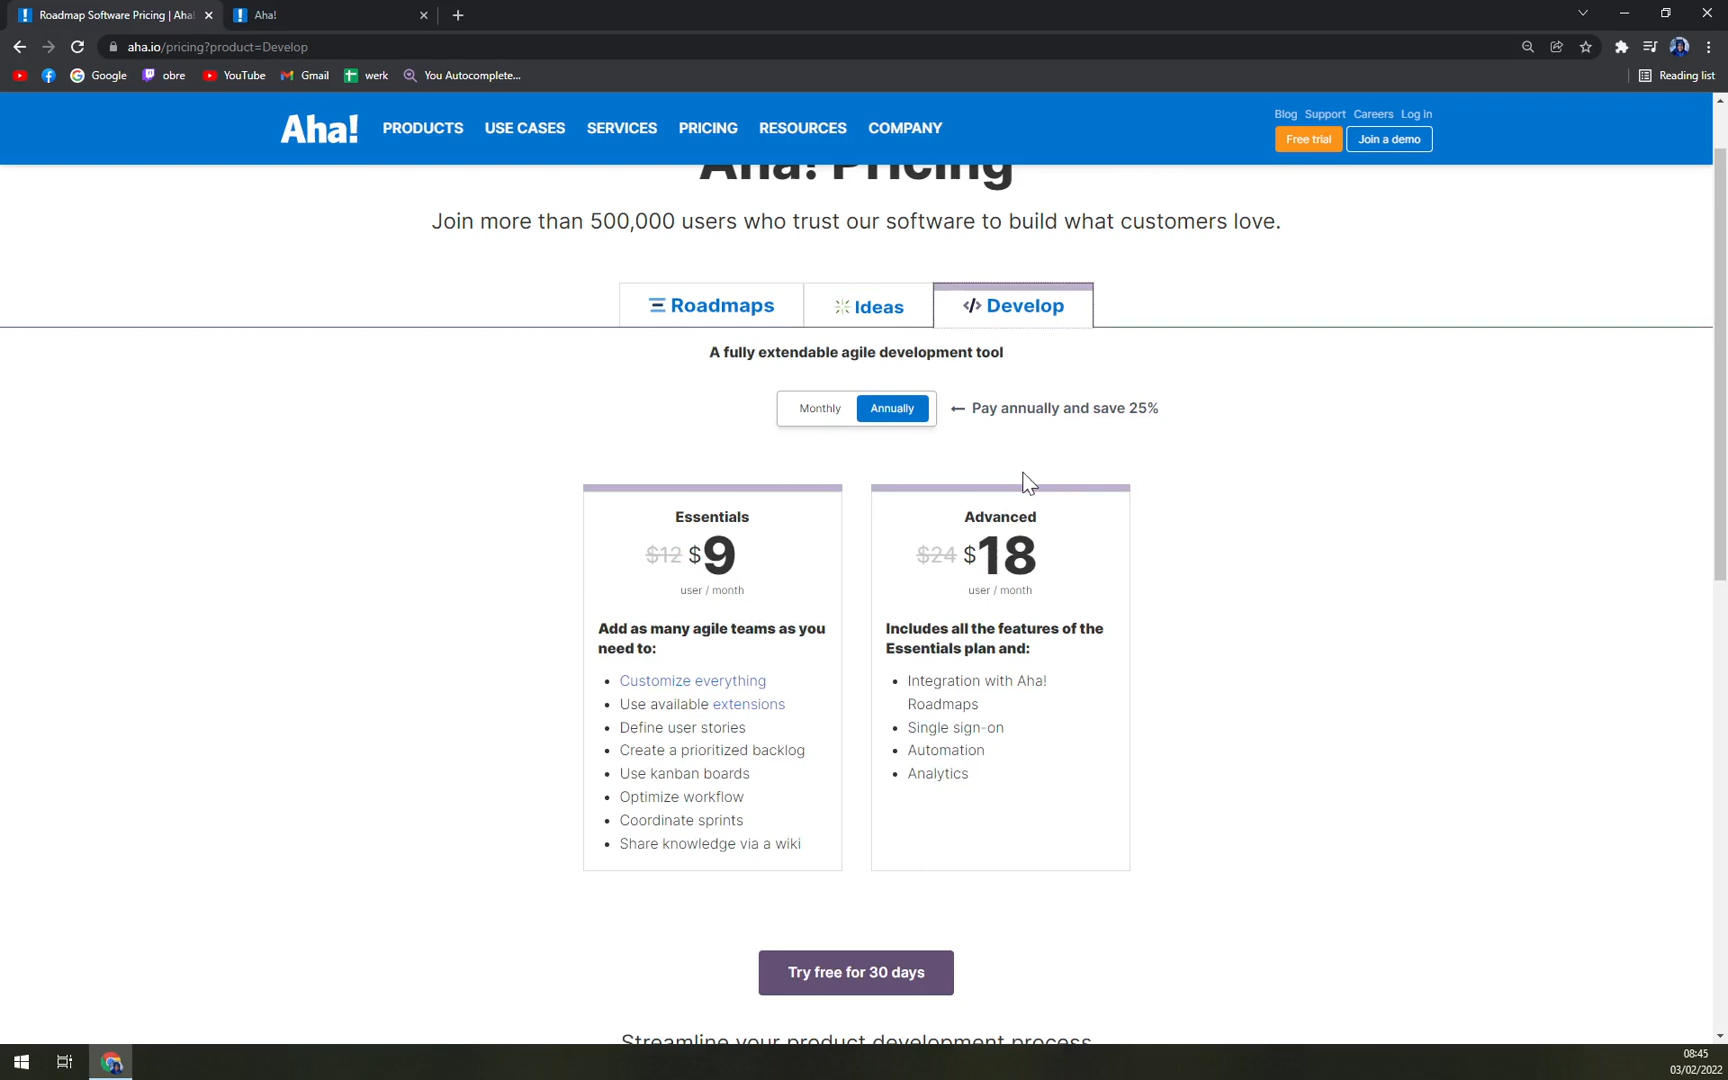 Roadmap Software Pricing | Aha!
Aha!
aha.io/pricing?product=Develop
Google
obre
YouTube
Gmail
werk
You Autocomplete...
Reading list
Aha!
PRODUCTS
USE CASES
SERVICES
PRICING
RESOURCES
COMPANY
Blog
Support
Careers
Log in
Free trial
Join a demo
Aha! Pricing
Join more than 500,000 users who trust our software to build what customers love.
Roadmaps
Ideas
</> Develop
A fully extendable agile development tool
Monthly
Annually
← Pay annually and save 25%
Essentials
$12 $9
user / month
Add as many agile teams as you
need to:
• Customize everything
• Use available extensions
• Define user stories
• Create a prioritized backlog
• Use kanban boards
• Optimize workflow
• Coordinate sprints
• Share knowledge via a wiki
Advanced
$24 $18
user / month
Includes all the features of the
Essentials plan and:
• Integration with Aha!
Roadmaps
• Single sign-on
• Automation
• Analytics
Try free for 30 days
Streamline your product development process
08:45
03/02/2022